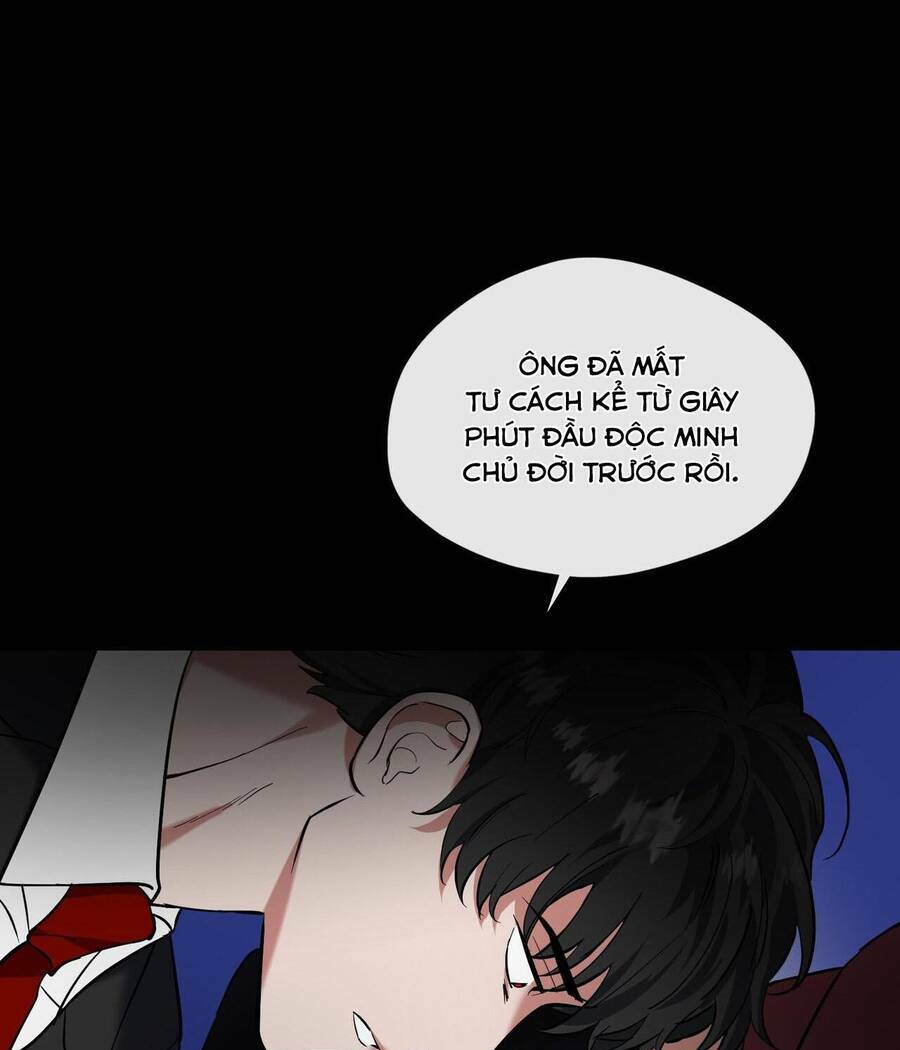 ÔNG ĐÃ MẤT
TƯ CÁCH KỂ TỪ GIÂY
PHÚT ĐẦU ĐỘC MINH
CHỦ ĐỜI TRƯỚC RỒI.